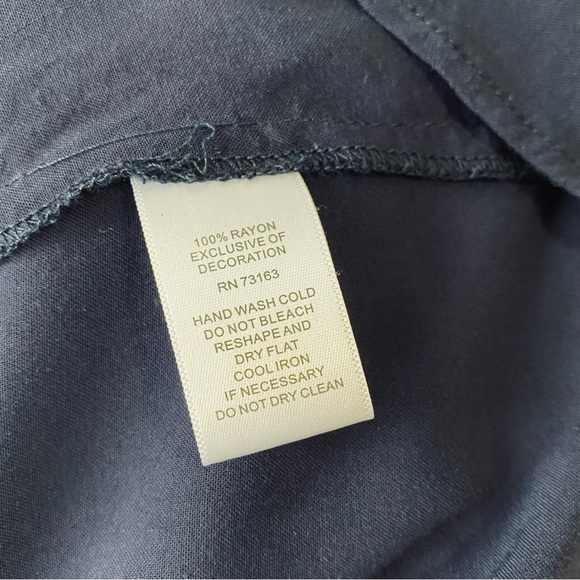 100% RAYON
EXCLUSIVE OF
DECORATION
RN 73163
HAND WASH COLD
DO NOT BLEACH
RESHAPE AND
DRY FLAT
COOL IRON
IF NECESSARY
DO NOT DRY CLEAN